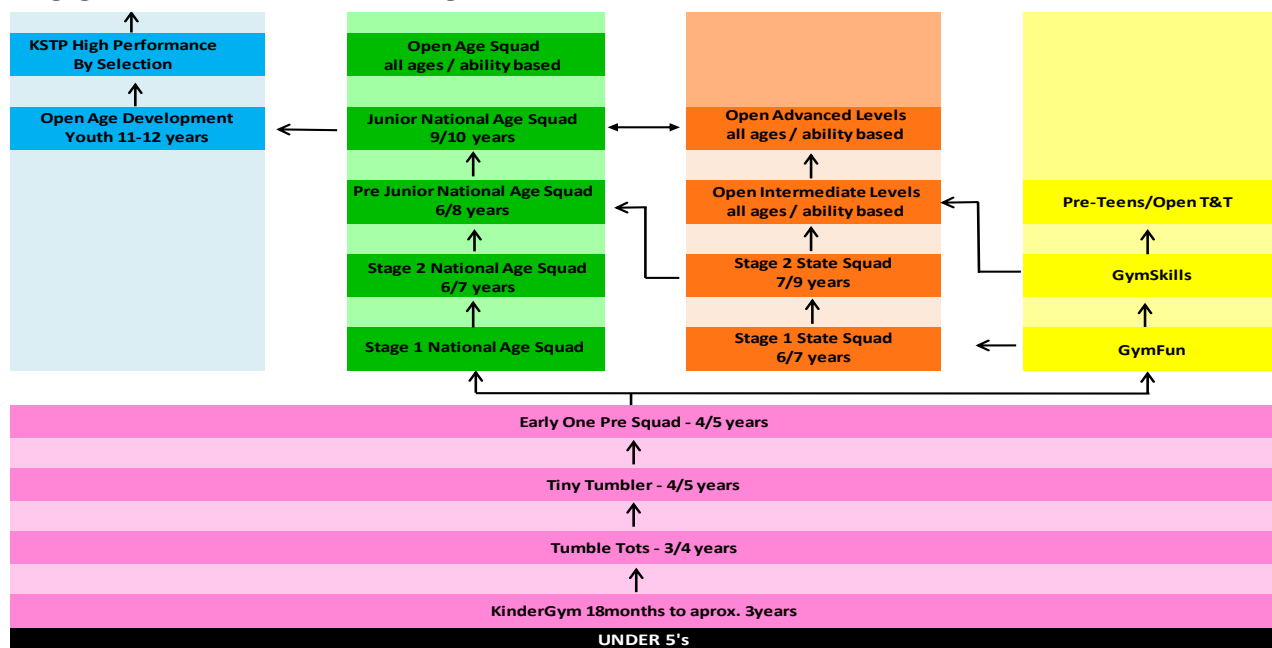 KSTP High Performance
By Selection
Open Age Squad
all ages / ability based
Open Age Development
Youth 11-12 years
Junior National Age Squad
9/10 years
Open Advanced Levels
all ages / ability based
Pre Junior National Age Squad
6/8 years
Open Intermediate Levels
all ages / ability based
Pre-Teens/Open T&T
Stage 2 National Age Squad
6/7 years
Stage 2 State Squad
7/9 years
GymSkills
Stage 1 National Age Squad
Stage 1 State Squad
6/7 years
GymFun
Early One Pre Squad - 4/5 years
Tiny Tumbler - 4/5 years
Tumble Tots - 3/4 years
KinderGym 18months to aprox. 3years
UNDER 5's